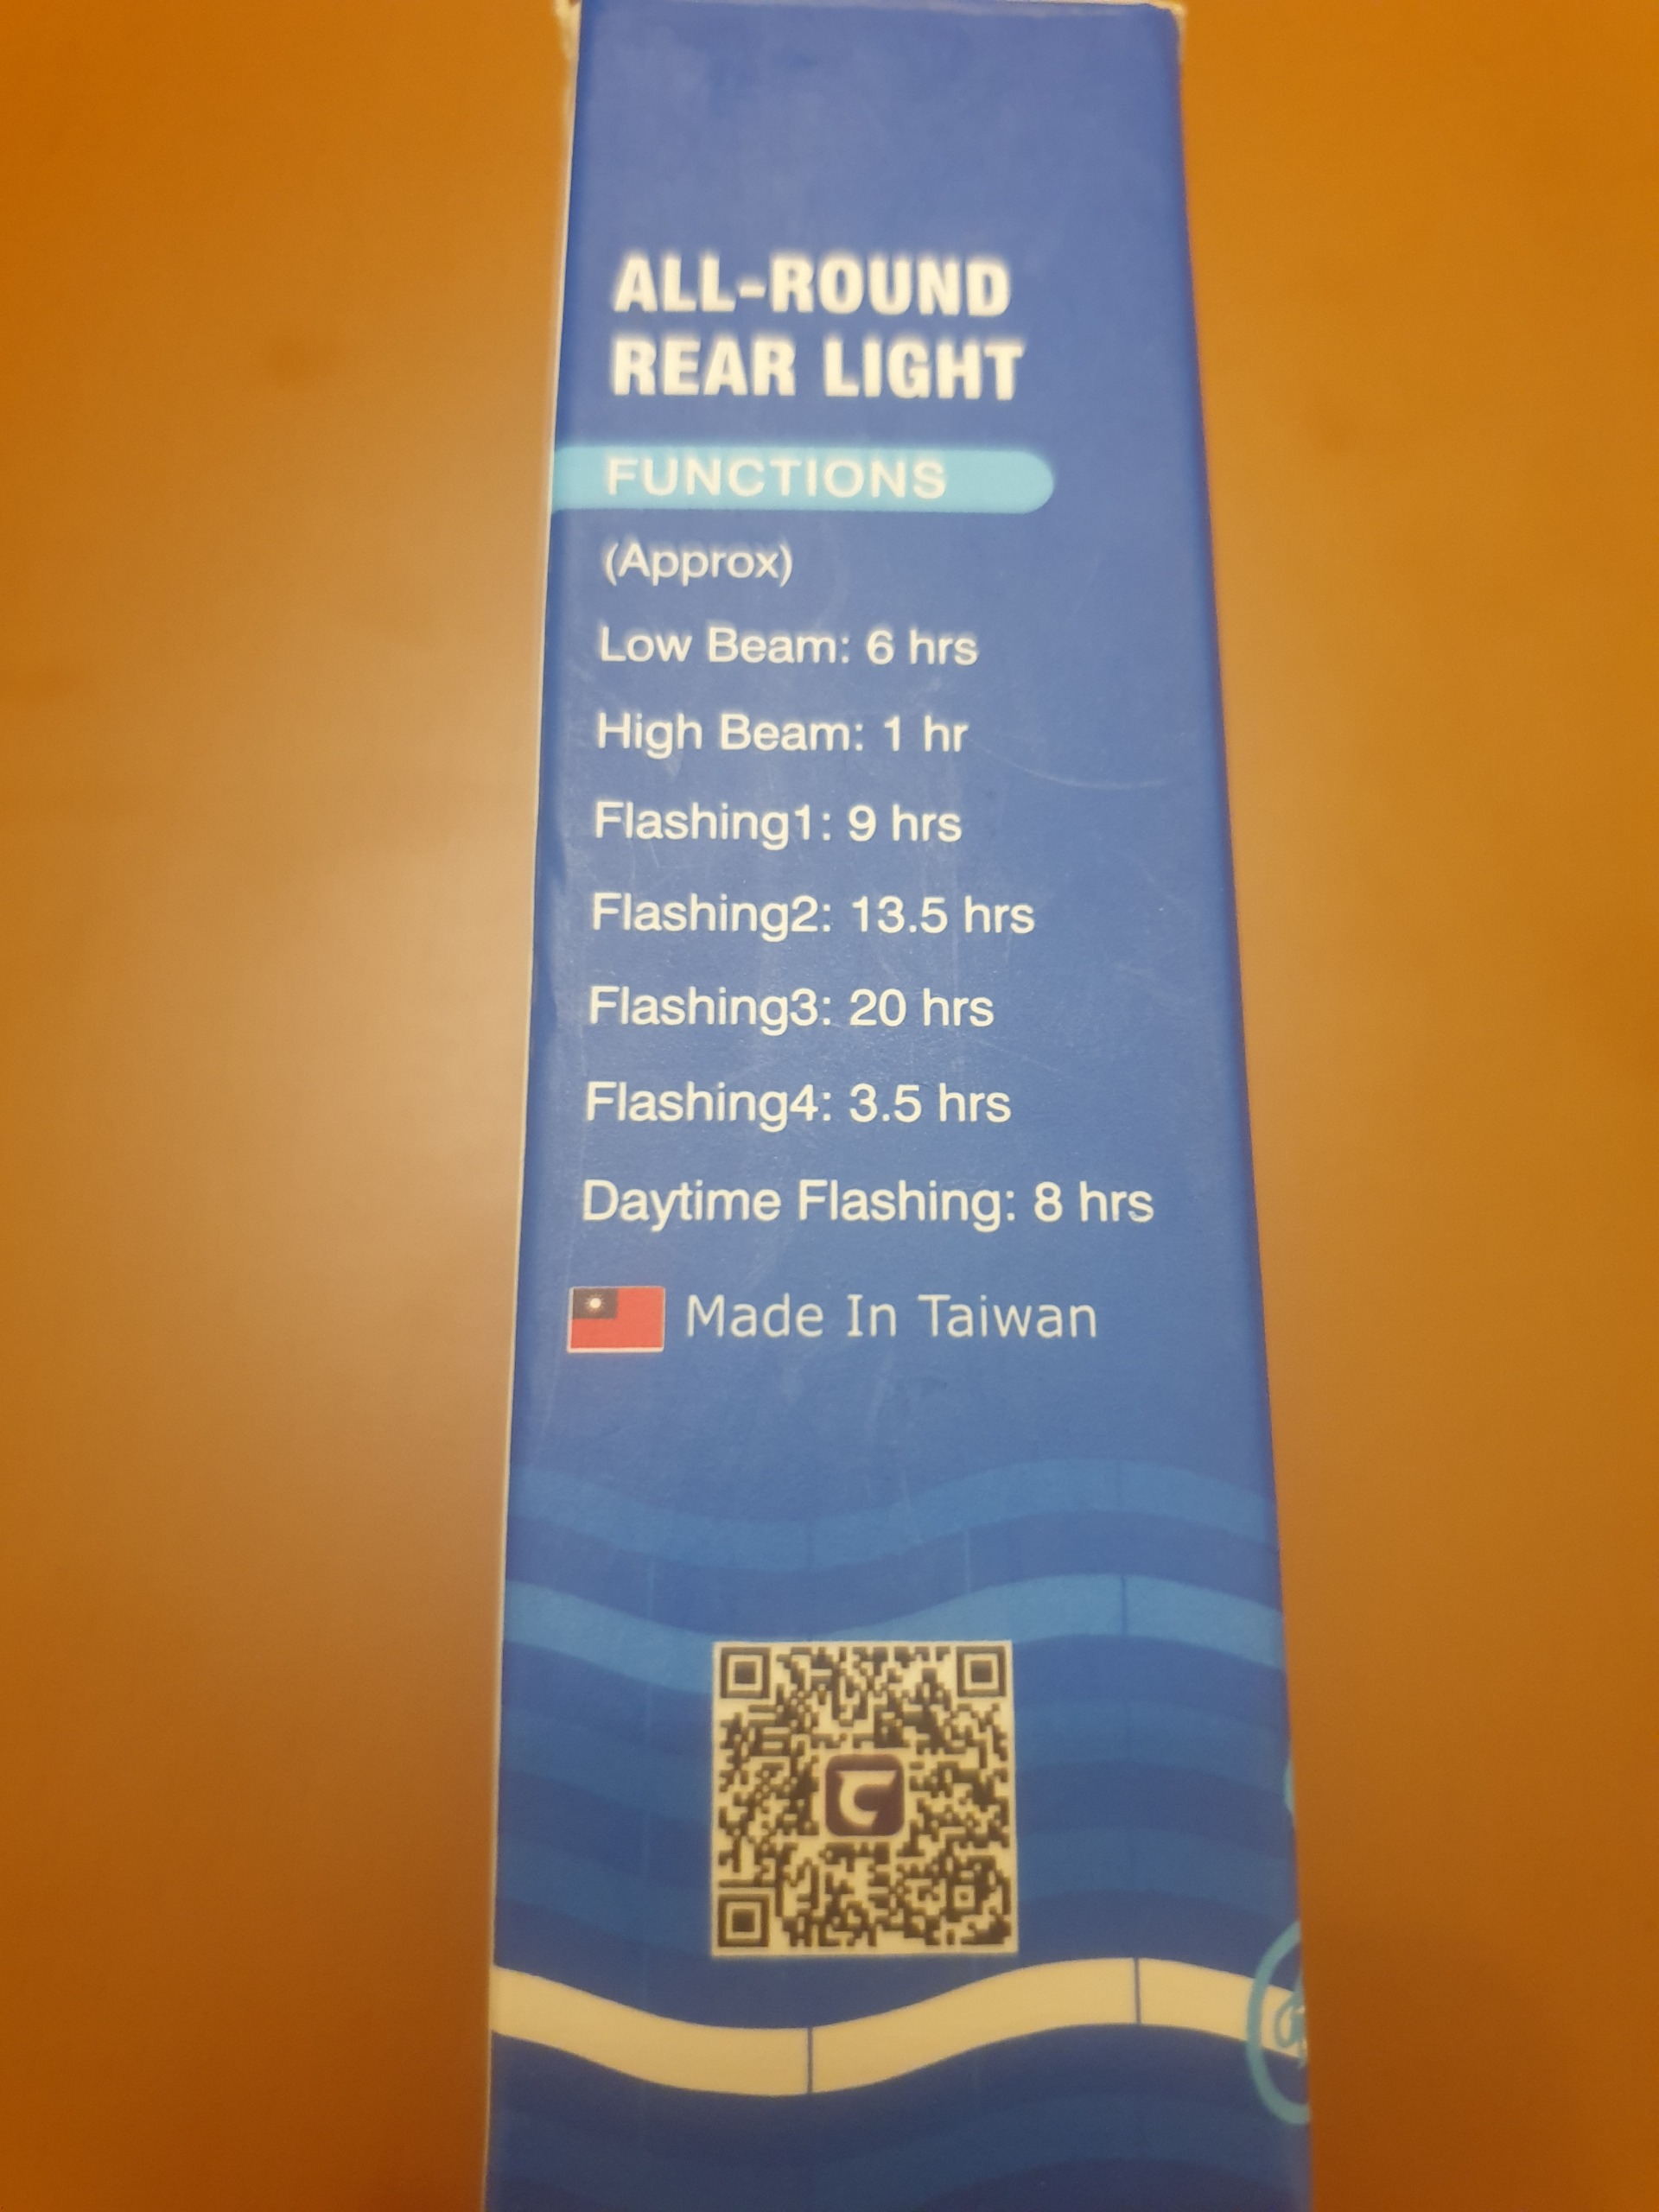 ALL-ROUND
REAR LIGHT
FUNCTIONS
(Approx)
Low Beam: 6 hrs
High Beam: 1 hr
Flashing1: 9 hrs
Flashing2: 13.5 hrs
Flashing3: 20 hrs
Flashing4: 3.5 hrs
Daytime Flashing: 8 hrs
Made In Taiwan